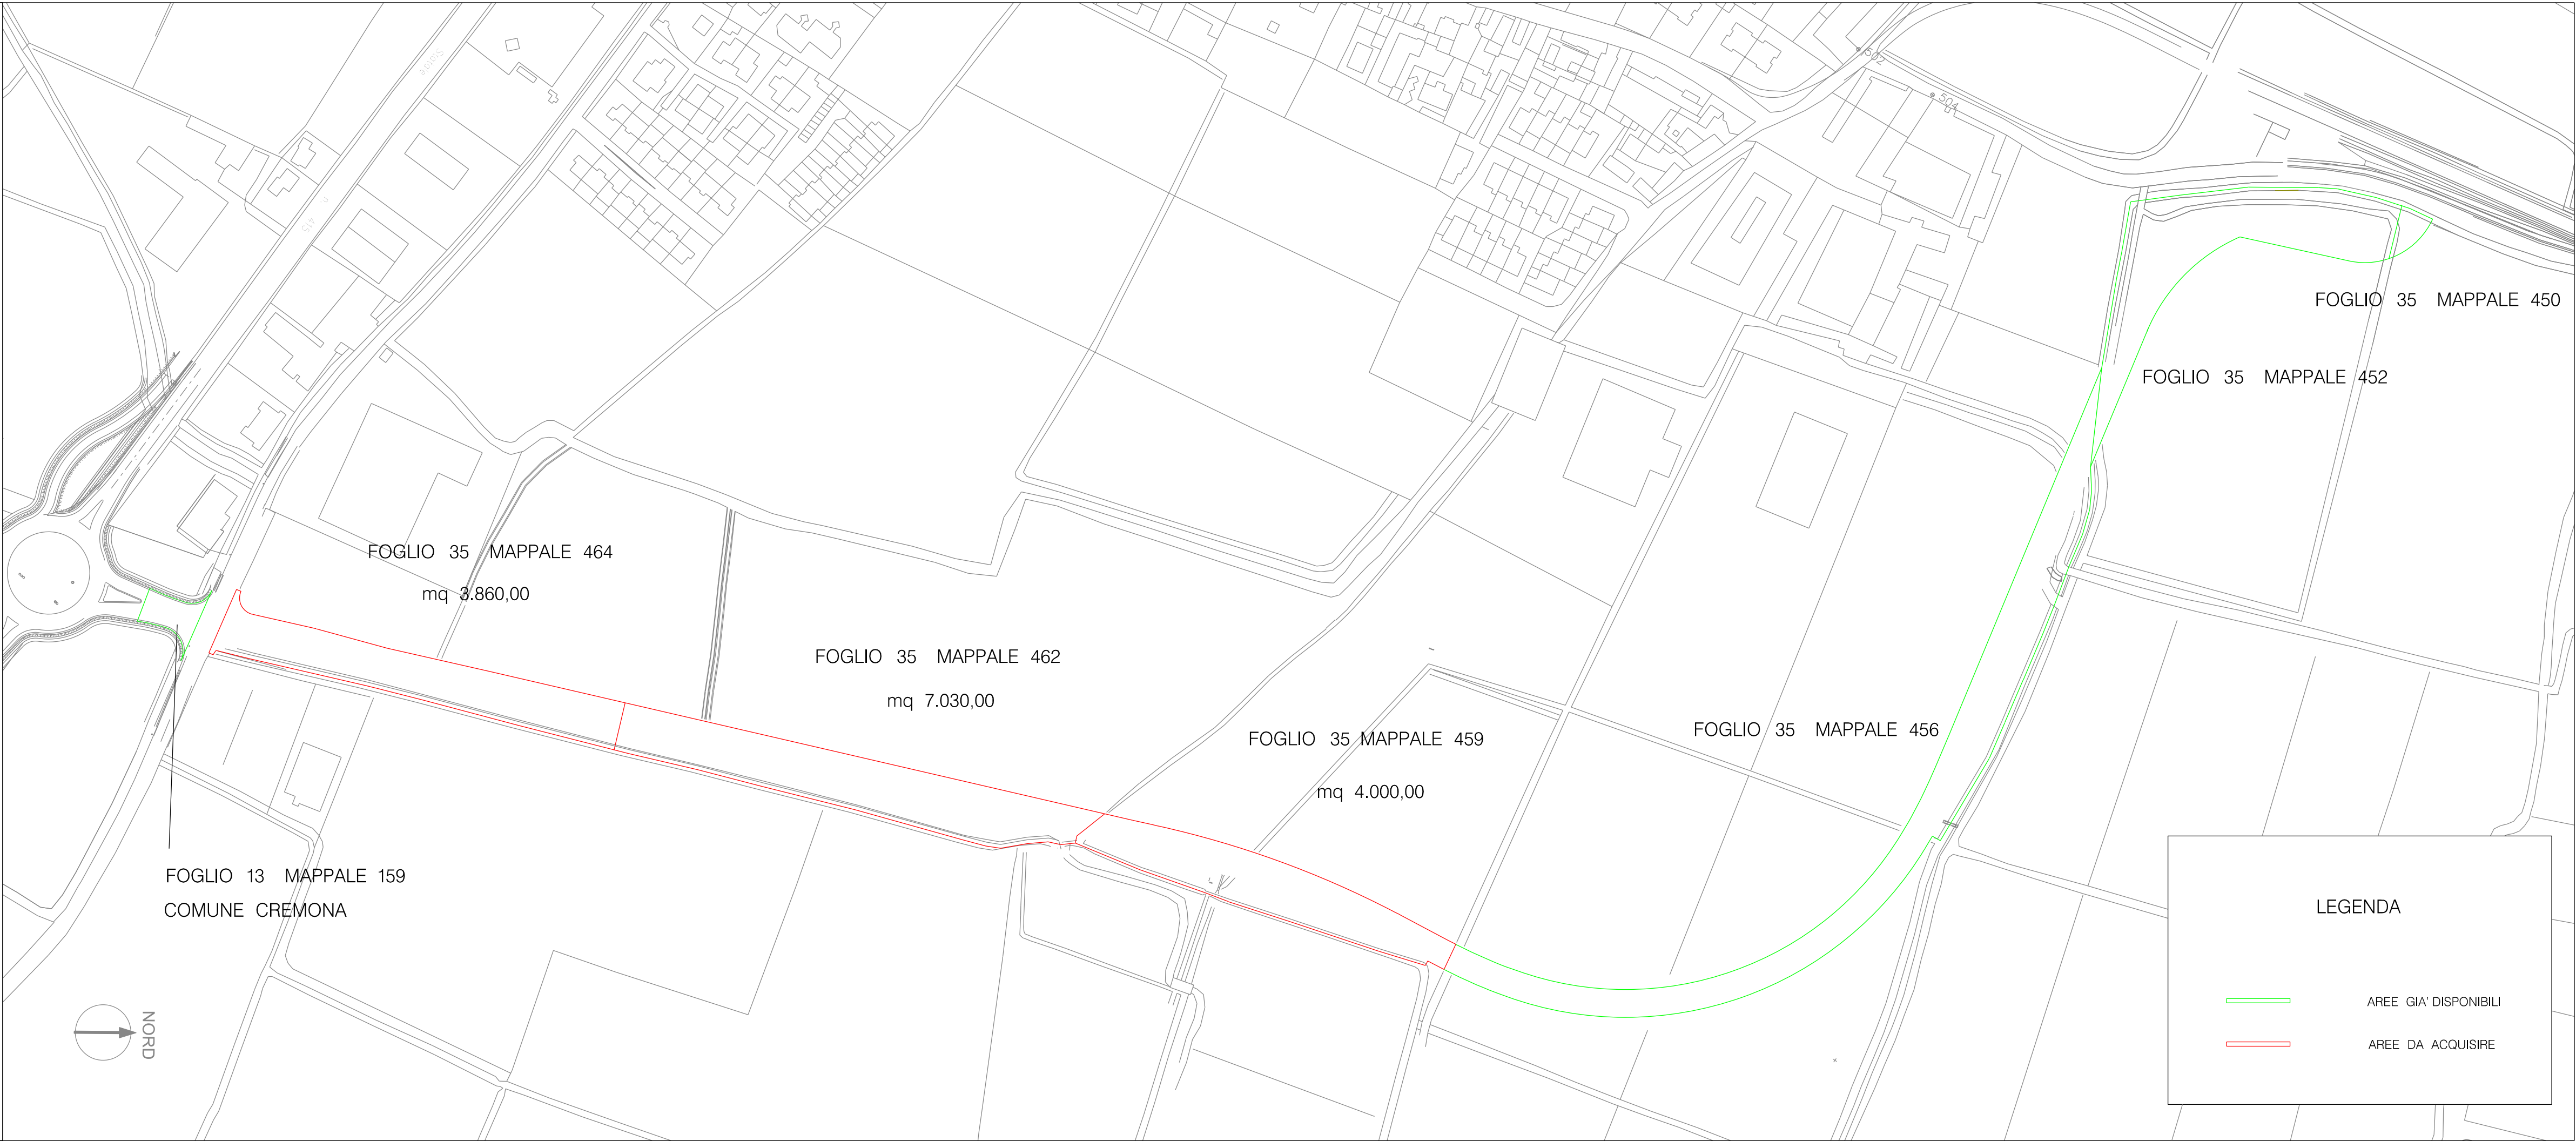 502
504
FOGLIO 35 MAPPALE 450
FOGLIO 35 MAPPALE 452
FOGLIO 35 MAPPALE 464
mq 3.860,00
FOGLIO 35 MAPPALE 462
mq 7.030,00
FOGLIO 35 MAPPALE 459
mq 4.000,00
FOGLIO 35 MAPPALE 456
FOGLIO 13 MAPPALE 159
COMUNE CREMONA
NORD
LEGENDA
AREE GIA' DISPONIBILI
AREE DA ACQUISIRE